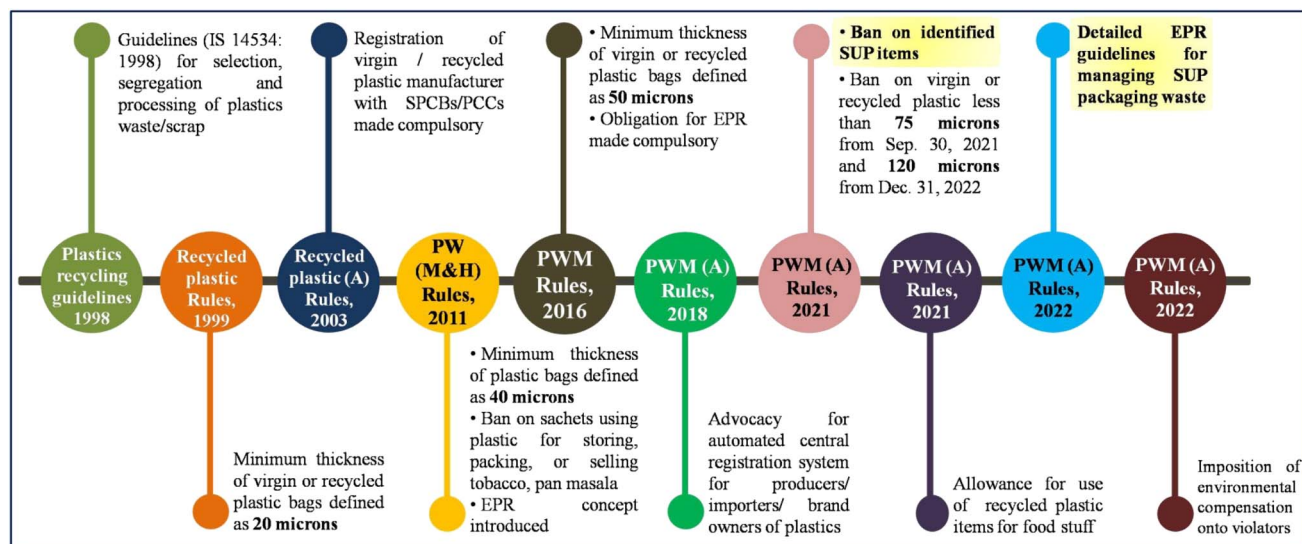 Guidelines (IS 14534:
1998) for selection,
segregation and
processing of plastics
waste/scrap
Registration of
virgin / recycled
plastic manufacturer
with SPCBs/PCCs
made compulsory
• Minimum thickness
of virgin or recycled
plastic bags defined
as 50 microns
• Obligation for EPR
made compulsory
• Ban on identified
SUP items
• Ban on virgin or
recycled plastic less
than 75 microns
from Sep. 30, 2021
and 120 microns
from Dec. 31, 2022
Detailed EPR
guidelines for
managing SUP
packaging waste
Plastics
recycling
guidelines
1998
Recycled
plastic
Rules,
1999
Recycled
plastic (A)
Rules,
2003
PW
(M&H)
Rules,
2011
PWM
Rules,
2016
PWM (A)
Rules,
2018
PWM (A)
Rules,
2021
PWM (A)
Rules,
2021
PWM (A)
Rules,
2022
PWM (A)
Rules,
2022
Minimum thickness
of virgin or recycled
plastic bags defined
as 20 microns
• Minimum thickness
of plastic bags defined
as 40 microns
• Ban on sachets using
plastic for storing,
packing, or selling
tobacco, pan masala
• EPR concept
introduced
Advocacy for
automated central
registration system
for producers/
importers/ brand
owners of plastics
Allowance for use
of recycled plastic
items for food stuff
Imposition of
environmental
compensation
onto violators